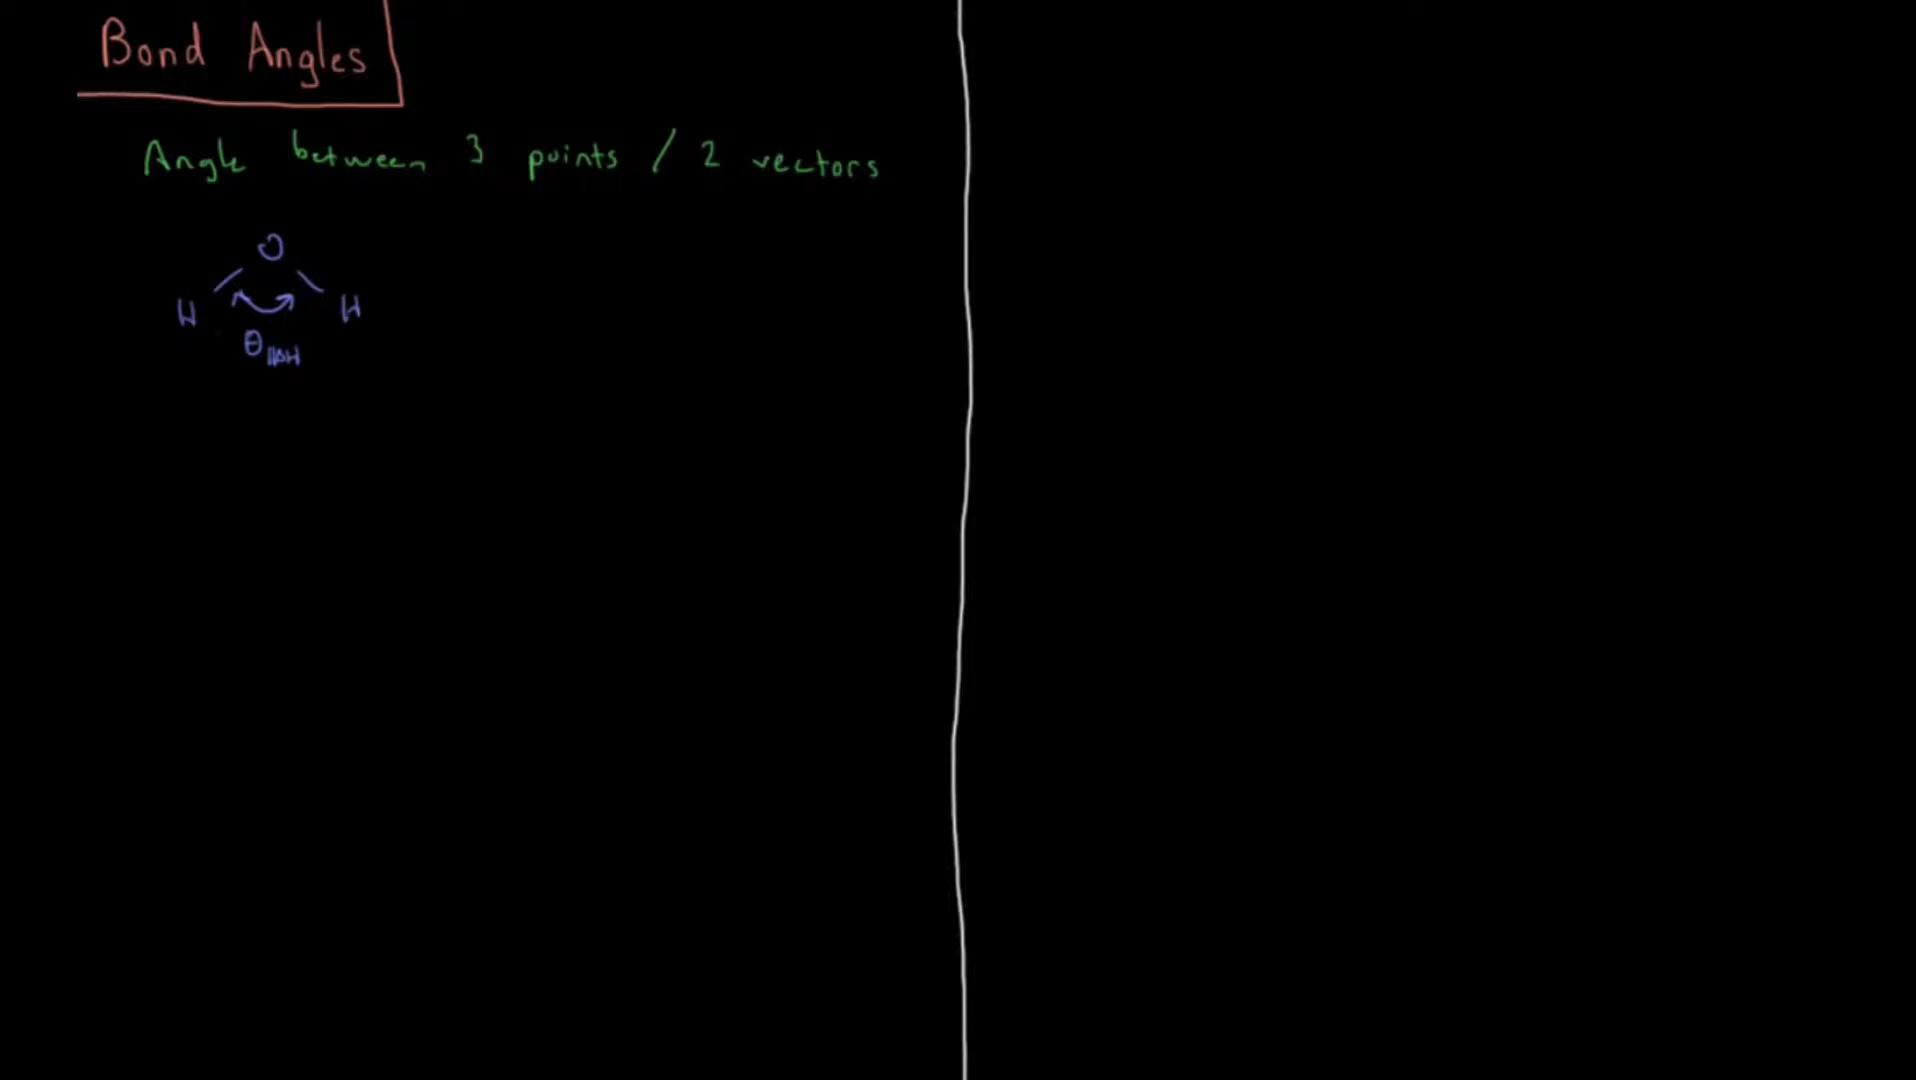 Bond Angles
Angle between 3 points / 2 vectors
O
H H
θHOH